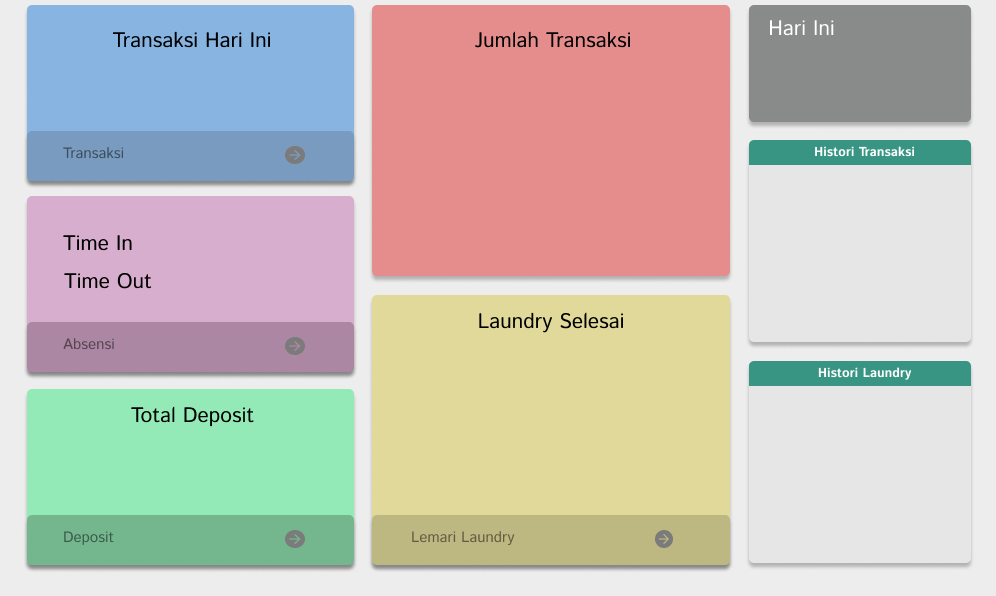 Transaksi Hari Ini
Transaksi
Time In
Time Out
Absensi
Total Deposit
Deposit
Jumlah Transaksi
Laundry Selesai
Lemari Laundry
Hari Ini
Histori Transaksi
Histori Laundry